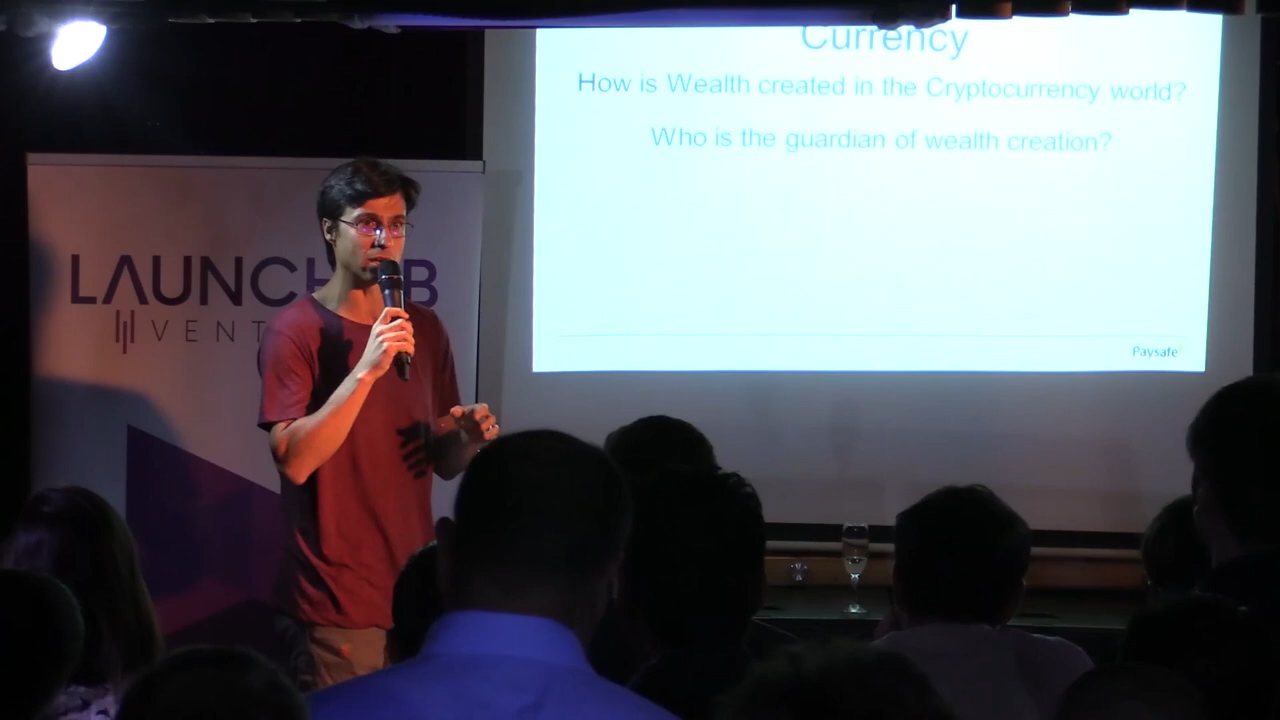 Currency
How is Wealth created in the Cryptocurrency world?
Who is the guardian of wealth creation?
Paysafe